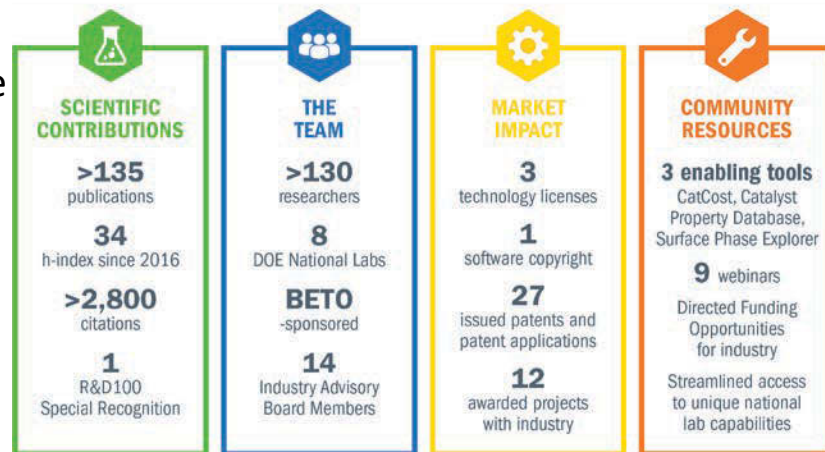 e
SCIENTIFIC
CONTRIBUTIONS
>135
publications
34
h-index since 2016
>2,800
citations
1
R&D100
Special Recognition
THE
TEAM
>130
researchers
8
DOE National Labs
BETO
-sponsored
14
Industry Advisory
Board Members
MARKET
IMPACT
3
technology licenses
1
software copyright
27
issued patents and
patent applications
12
awarded projects
with industry
COMMUNITY
RESOURCES
3 enabling tools
CatCost, Catalyst
Property Database,
Surface Phase Explorer
9 webinars
Directed Funding
Opportunities
for industry
Streamlined access
to unique national
lab capabilities